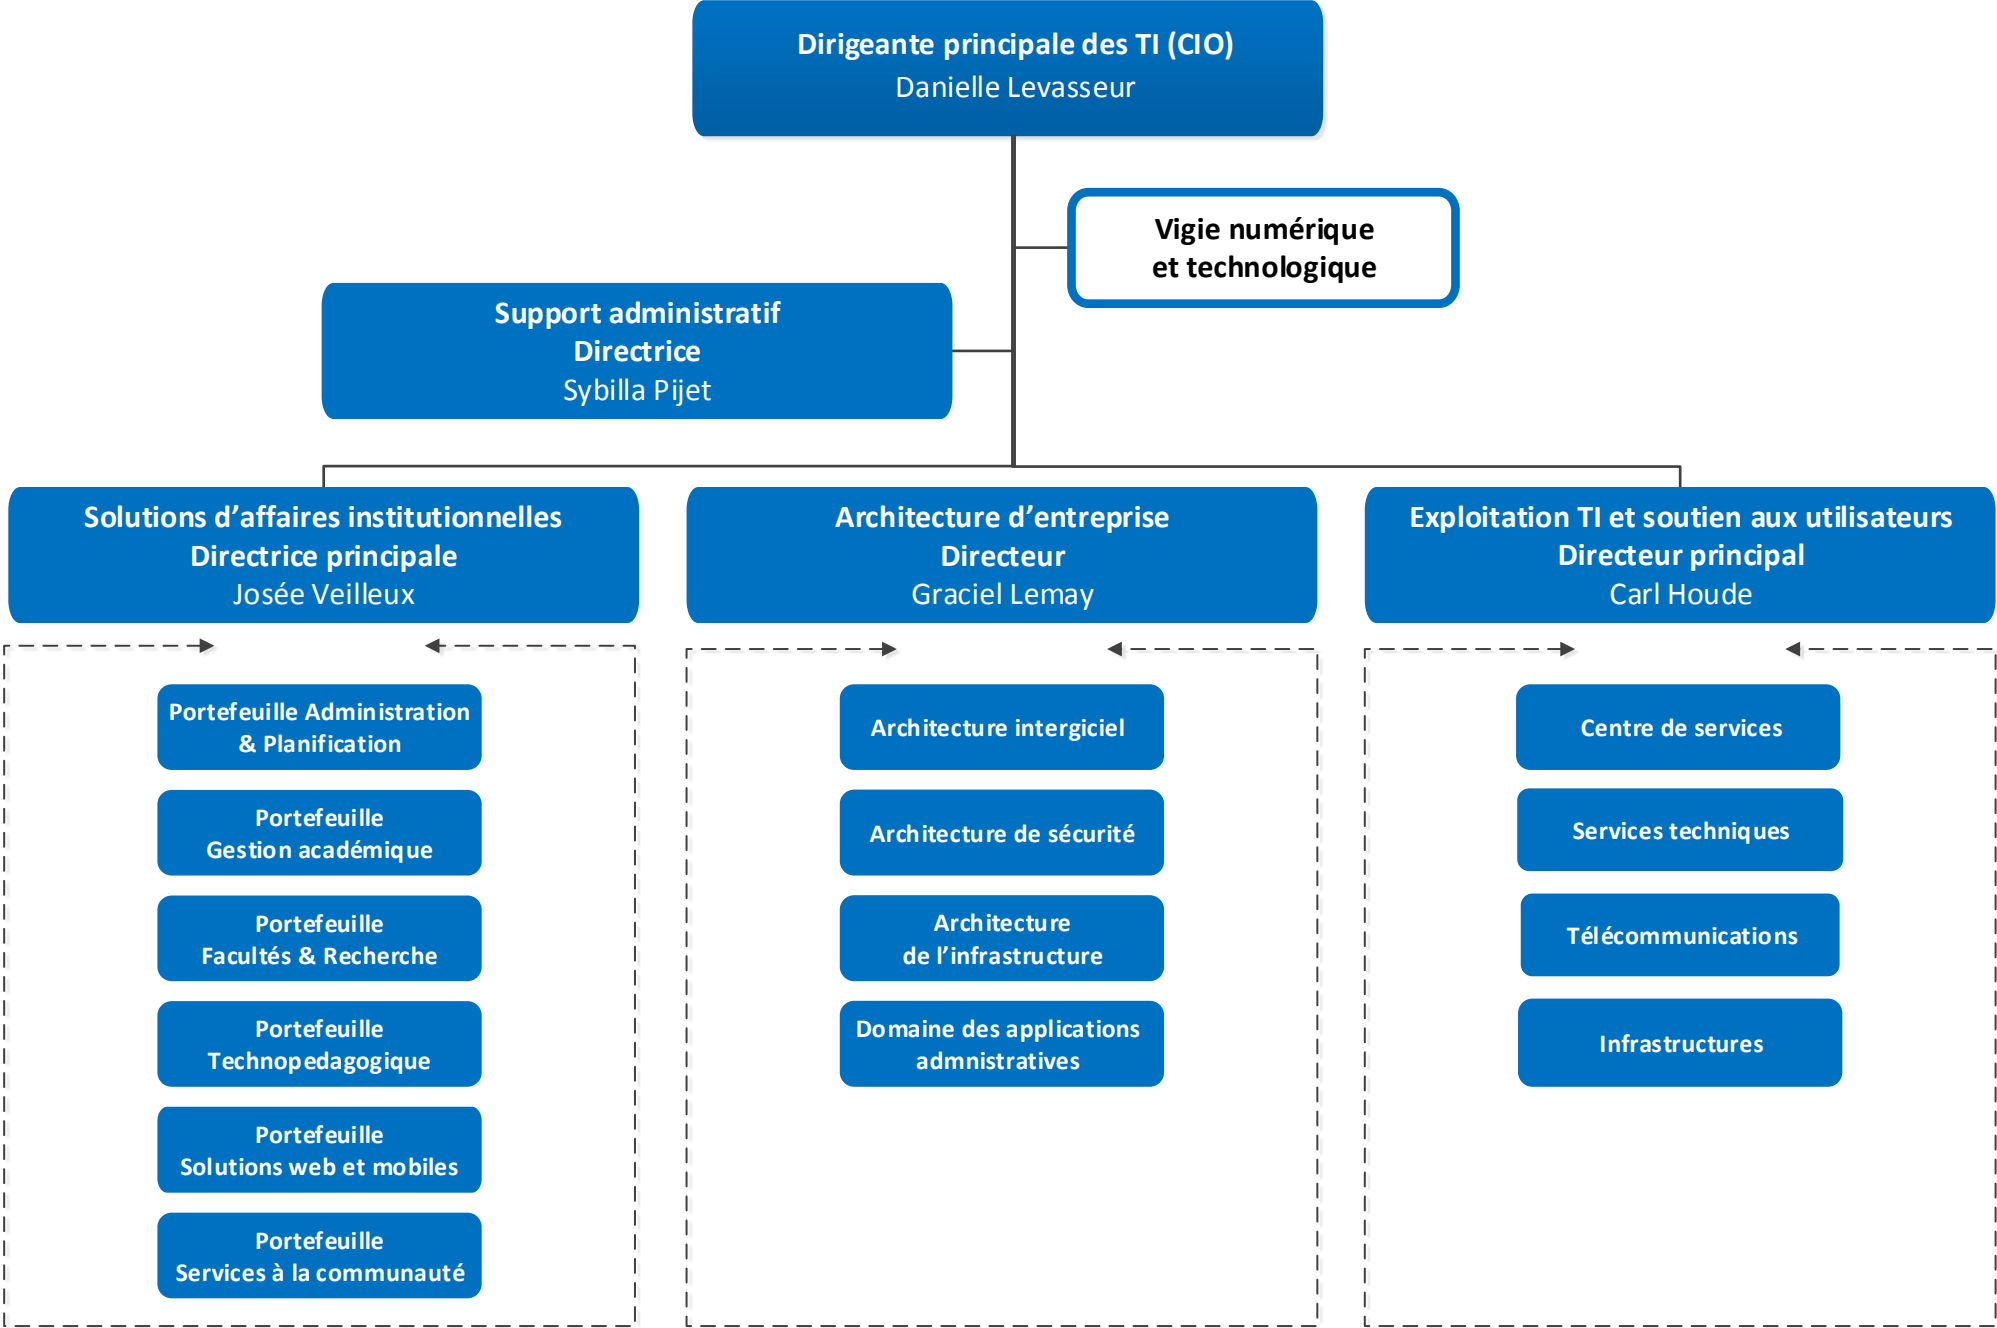 Dirigeante principale des TI (CIO)
Danielle Levasseur
Vigie numérique
et technologique
Support administratif
Directrice
Sybilla Pijet
Solutions d’affaires institutionnelles
Directrice principale
Josée Veilleux
Architecture d’entreprise
Directeur
Graciel Lemay
Exploitation TI et soutien aux utilisateurs
Directeur principal
Carl Houde
Portefeuille Administration
& Planification
Portefeuille
Gestion académique
Portefeuille
Facultés & Recherche
Portefeuille
Technopedagogique
Portefeuille
Solutions web et mobiles
Portefeuille
Services à la communauté
Architecture intergiciel
Architecture de sécurité
Architecture
de l’infrastructure
Domaine des applications
admnistratives
Centre de services
Services techniques
Télécommunications
Infrastructures